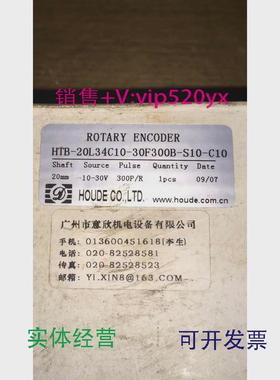 销售+V:vip520yx
ROTARY ENCODER
HTB-20L34C10-30F300B-S10-C10
Shaft Source Pulse Quantity Date
20mm -10-30V 300P/R 1pcs 09/07
HOUDE CO.,LTD.
http://www.houde.com.cn
广州市意欣机电设备有限公司
手机:013600451618(李生)
电话:020-82528581
传真:020-82528523
邮箱:YI.XIN8@163.COM
实体经营 可开发票